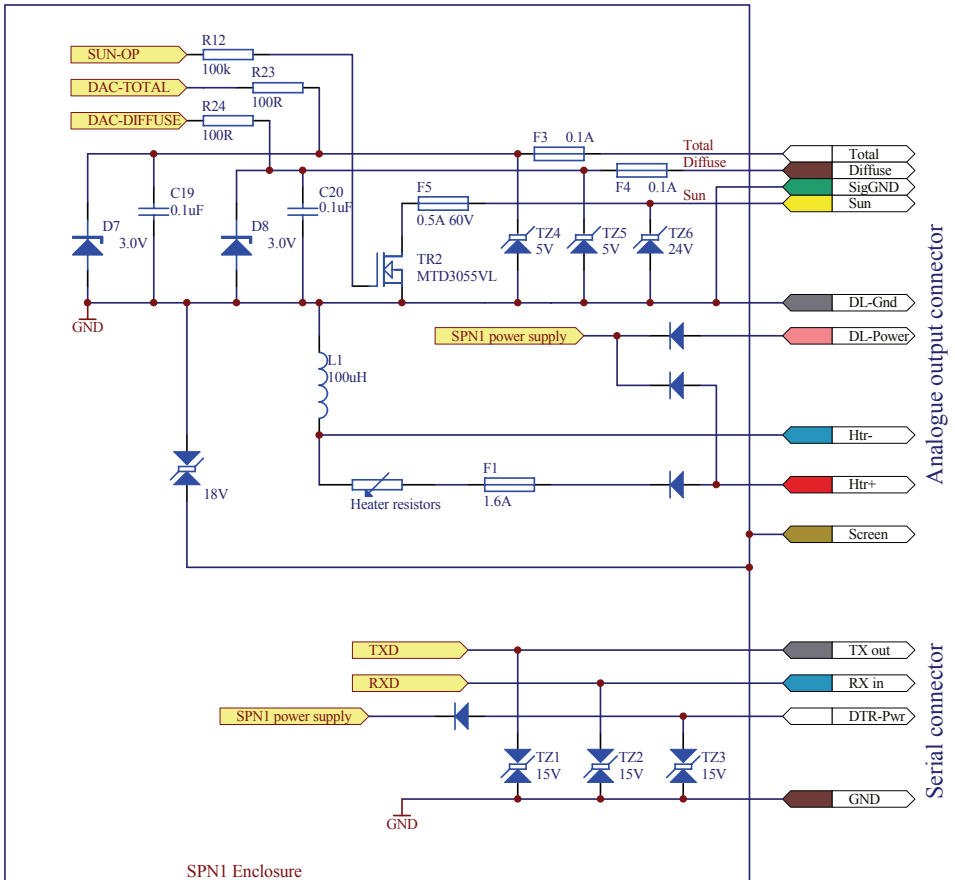 SUN-OP
R12
100k
DAC-TOTAL
R23
100R
DAC-DIFFUSE
R24
100R
F3
0.1A
Total
Total
Diffuse
Diffuse
F4
0.1A
SigGND
Sun
Sun
C19
0.1uF
C20
0.1uF
F5
0.5A 60V
D7
3.0V
D8
3.0V
TZ4
5V
TZ5
5V
TZ6
24V
TR2
MTD3055VL
GND
DL-Gnd
SPN1 power supply
DL-Power
L1
100uH
Htr-
18V
Heater resistors
F1
1.6A
Htr+
Screen
Analogue output connector
TXD
TX out
RXD
RX in
SPN1 power supply
DTR-Pwr
TZ1
15V
TZ2
15V
TZ3
15V
GND
GND
Serial connector
SPN1 Enclosure